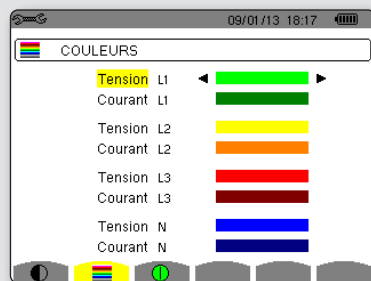 09/01/13 18:17
COULEURS
Tension L1
Courant L1
Tension L2
Courant L2
Tension L3
Courant L3
Tension N
Courant N